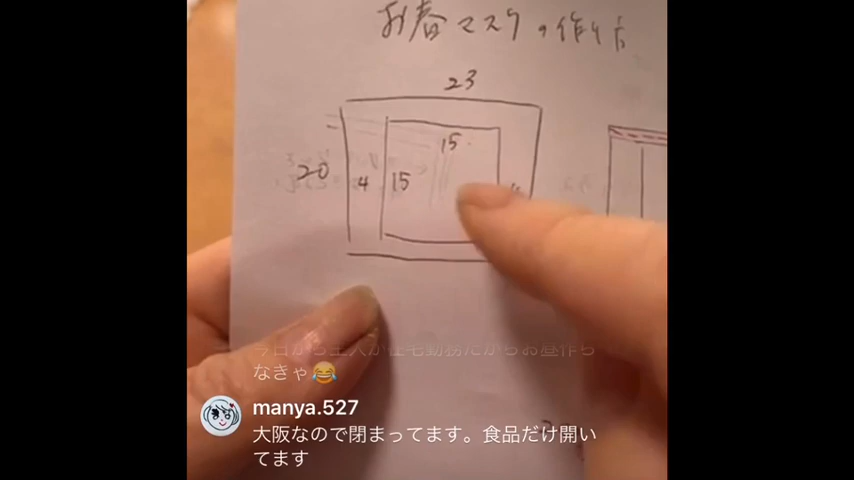 お春マスクの作り方
23
15
20
4
15
今日から主人が在宅勤務だからお昼作ら
なきゃ😂
manya.527
大阪なので閉まってます。食品だけ開い
てます